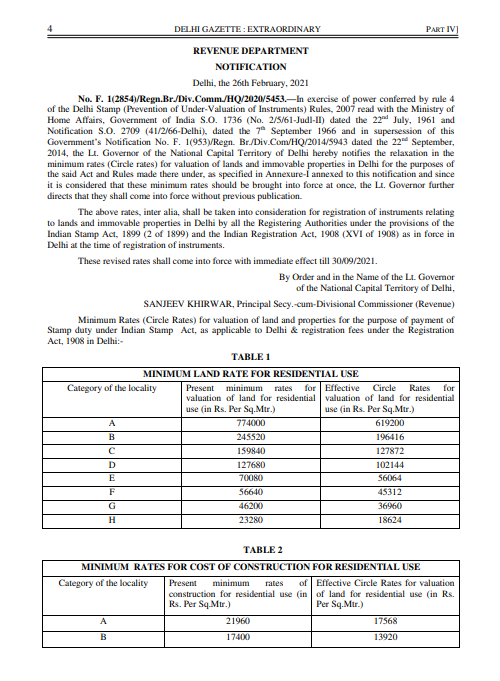 4 DELHI GAZETTE : EXTRAORDINARY PART IV]
REVENUE DEPARTMENT
NOTIFICATION
Delhi, the 26th February, 2021
No. F. 1(2854)/Regn.Br./Div.Comm./HQ/2020/5453.—In exercise of power conferred by rule 4
of the Delhi Stamp (Prevention of Under-Valuation of Instruments) Rules, 2007 read with the Ministry of
Home Affairs, Government of India S.O. 1736 (No. 2/5/61-Judl-II) dated the 22nd July, 1961 and
Notification S.O. 2709 (41/2/66-Delhi), dated the 7th September 1966 and in supersession of this
Government's Notification No. F. 1(953)/Regn. Br./Div.Com/HQ/2014/5943 dated the 22nd September,
2014, the Lt. Governor of the National Capital Territory of Delhi hereby notifies the relaxation in the
minimum rates (Circle rates) for valuation of lands and immovable properties in Delhi for the purposes of
the said Act and Rules made there under, as specified in Annexure-I annexed to this notification and since
it is considered that these minimum rates should be brought into force at once, the Lt. Governor further
directs that they shall come into force without previous publication.
The above rates, inter alia, shall be taken into consideration for registration of instruments relating
to lands and immovable properties in Delhi by all the Registering Authorities under the provisions of the
Indian Stamp Act, 1899 (2 of 1899) and the Indian Registration Act, 1908 (XVI of 1908) as in force in
Delhi at the time of registration of instruments.
These revised rates shall come into force with immediate effect till 30/09/2021.
By Order and in the Name of the Lt. Governor
of the National Capital Territory of Delhi,
SANJEEV KHIRWAR, Principal Secy.-cum-Divisional Commissioner (Revenue)
Minimum Rates (Circle Rates) for valuation of land and properties for the purpose of payment of
Stamp duty under Indian Stamp Act, as applicable to Delhi & registration fees under the Registration
Act, 1908 in Delhi:-
TABLE 1
MINIMUM LAND RATE FOR RESIDENTIAL USE
Category of the locality Present minimum rates for Effective Circle Rates for
valuation of land for residential valuation of land for residential
use (in Rs. Per Sq.Mtr.) use (in Rs. Per Sq.Mtr.)
A 774000 619200
B 245520 196416
C 159840 127872
D 127680 102144
E 70080 56064
F 56640 45312
G 46200 36960
H 23280 18624
TABLE 2
MINIMUM RATES FOR COST OF CONSTRUCTION FOR RESIDENTIAL USE
Category of the locality Present minimum rates of Effective Circle Rates for valuation
construction for residential use (in of land for residential use (in Rs.
Rs. Per Sq.Mtr.) Per Sq.Mtr.)
A 21960 17568
B 17400 13920